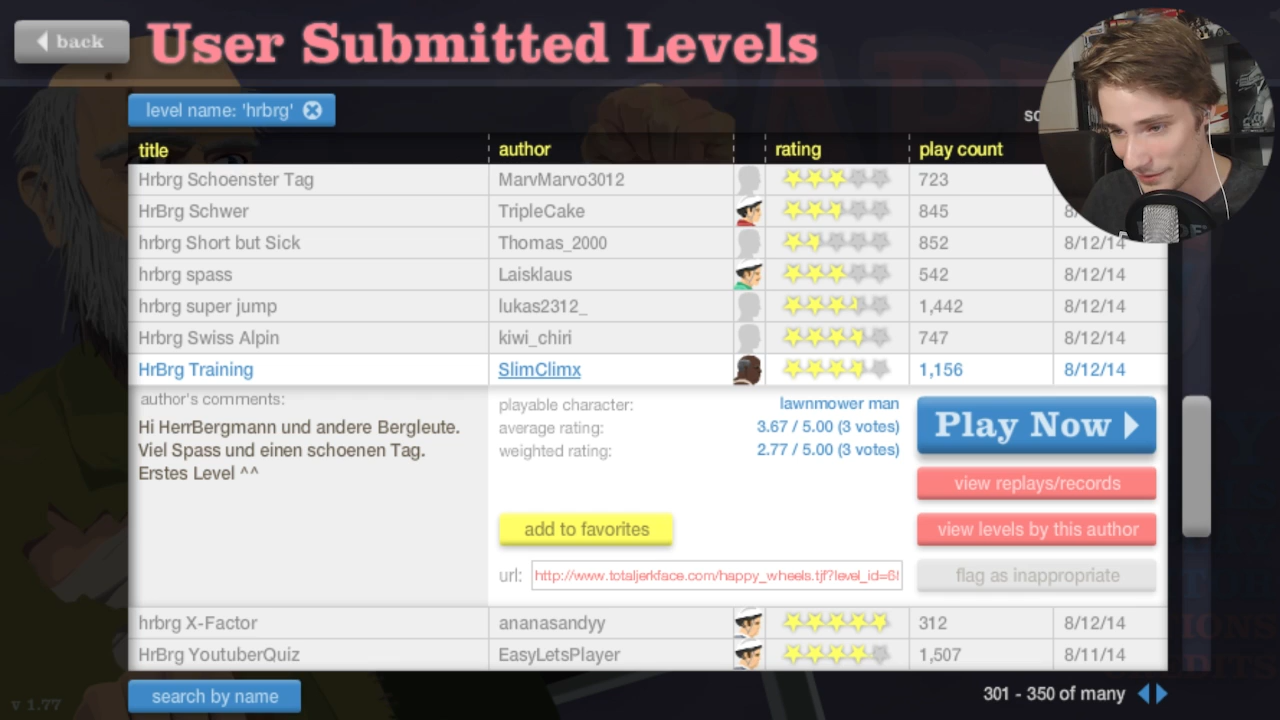 back
User Submitted Levels
level name: 'hrbrg'
title author rating play count
Hrbrg Schoenster Tag MarvMarvo3012 723
HrBrg Schwer TripleCake 845
hrbrg Short but Sick Thomas_2000 852 8/12/14
hrbrg spass Laisklaus 542 8/12/14
hrbrg super jump lukas2312_ 1,442 8/12/14
Hrbrg Swiss Alpin kiwi_chiri 747 8/12/14
HrBrg Training SlimClimx 1,156 8/12/14
author's comments:
Hi HerrBergmann und andere Bergleute.
Viel Spass und einen schoenen Tag.
Erstes Level ^^
playable character: lawnmower man
average rating: 3.67 / 5.00 (3 votes)
weighted rating: 2.77 / 5.00 (3 votes)
add to favorites
url: http://www.totaljerkface.com/happy_wheels.tjf?level_id=6
Play Now
view replays/records
view levels by this author
flag as inappropriate
hrbrg X-Factor ananasandyy 312 8/12/14
HrBrg YoutuberQuiz EasyLetsPlayer 1,507 8/11/14
search by name
301 - 350 of many
v 1.77